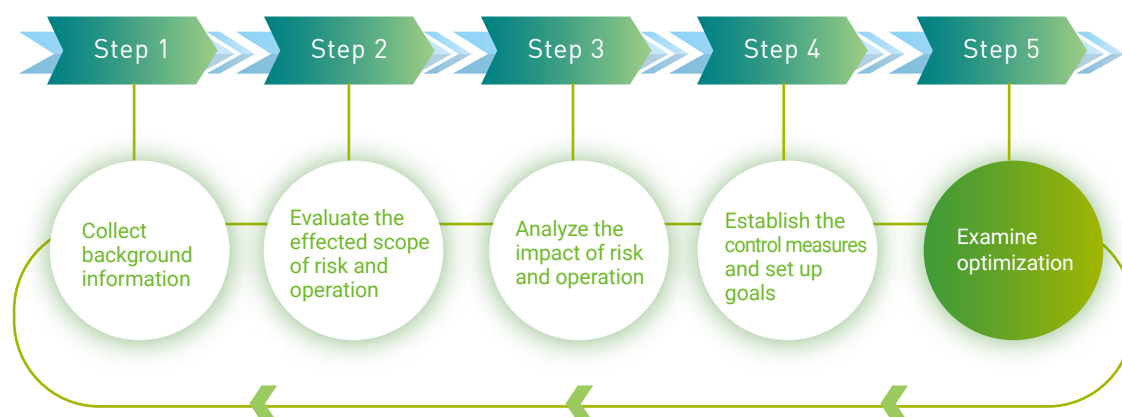 Step 1
Step 2
Step 3
Step 4
Step 5
Collect
background
information
Evaluate the
effected scope
of risk and
operation
Analyze the
impact of risk
and operation
Establish the
control measures
and set up
goals
Examine
optimization